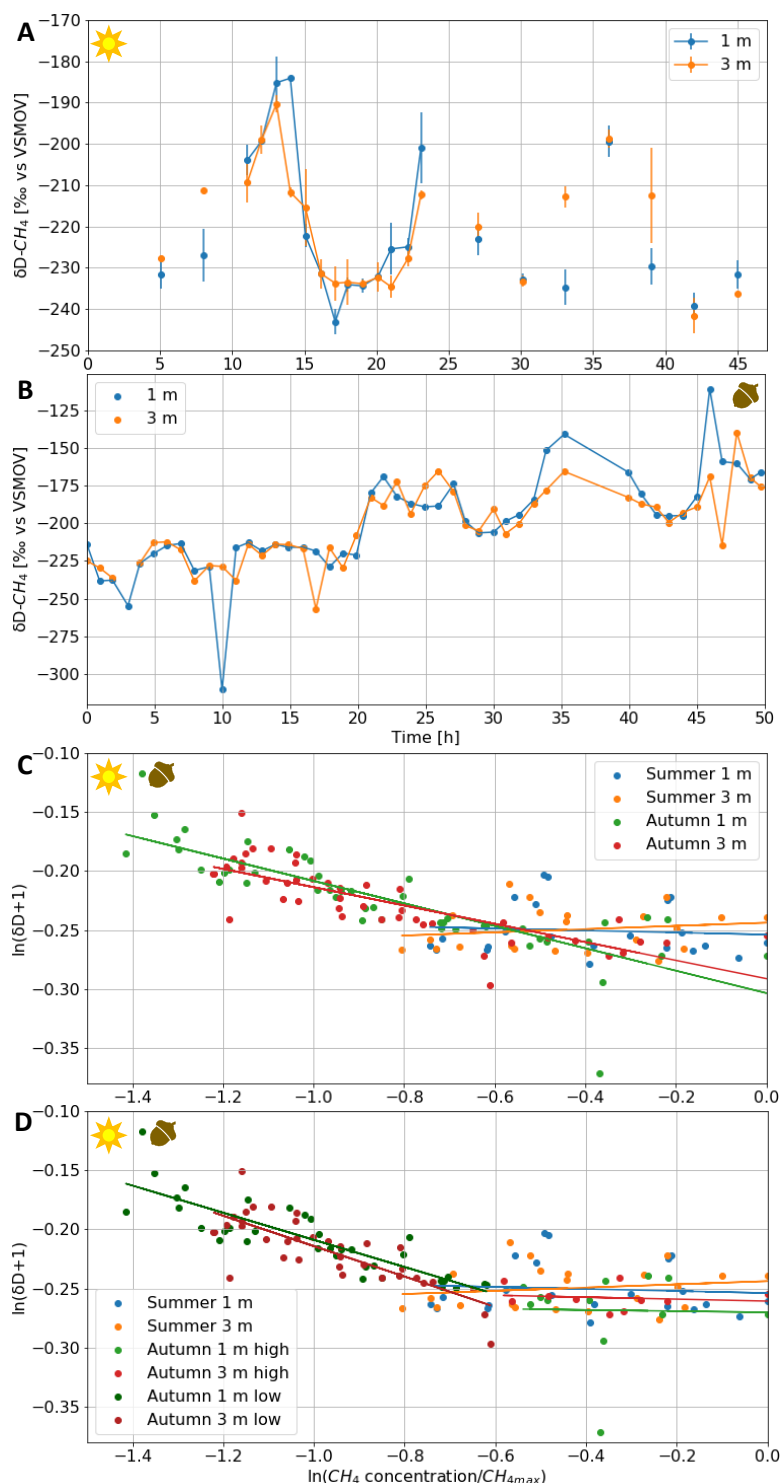 A
−170
−180
−190
−200
−210
−220
−230
−240
−250
δD-CH4 [‰ vs VSMOV]
1 m
3 m
0 5 10 15 20 25 30 35 40 45
B
−125
−150
−175
−200
−225
−250
−275
−300
δD-CH4 [‰ vs VSMOV]
1 m
3 m
0 5 10 15 20 25 30 35 40 45 50
Time [h]
C
−0.10
−0.15
−0.20
−0.25
−0.30
−0.35
ln(δD+1)
Summer 1 m
Summer 3 m
Autumn 1 m
Autumn 3 m
−1.4 −1.2 −1.0 −0.8 −0.6 −0.4 −0.2 0.0
D
−0.10
−0.15
−0.20
−0.25
−0.30
−0.35
ln(δD+1)
Summer 1 m
Summer 3 m
Autumn 1 m high
Autumn 3 m high
Autumn 1 m low
Autumn 3 m low
−1.4 −1.2 −1.0 −0.8 −0.6 −0.4 −0.2 0.0
ln(CH4 concentration/CH4max)